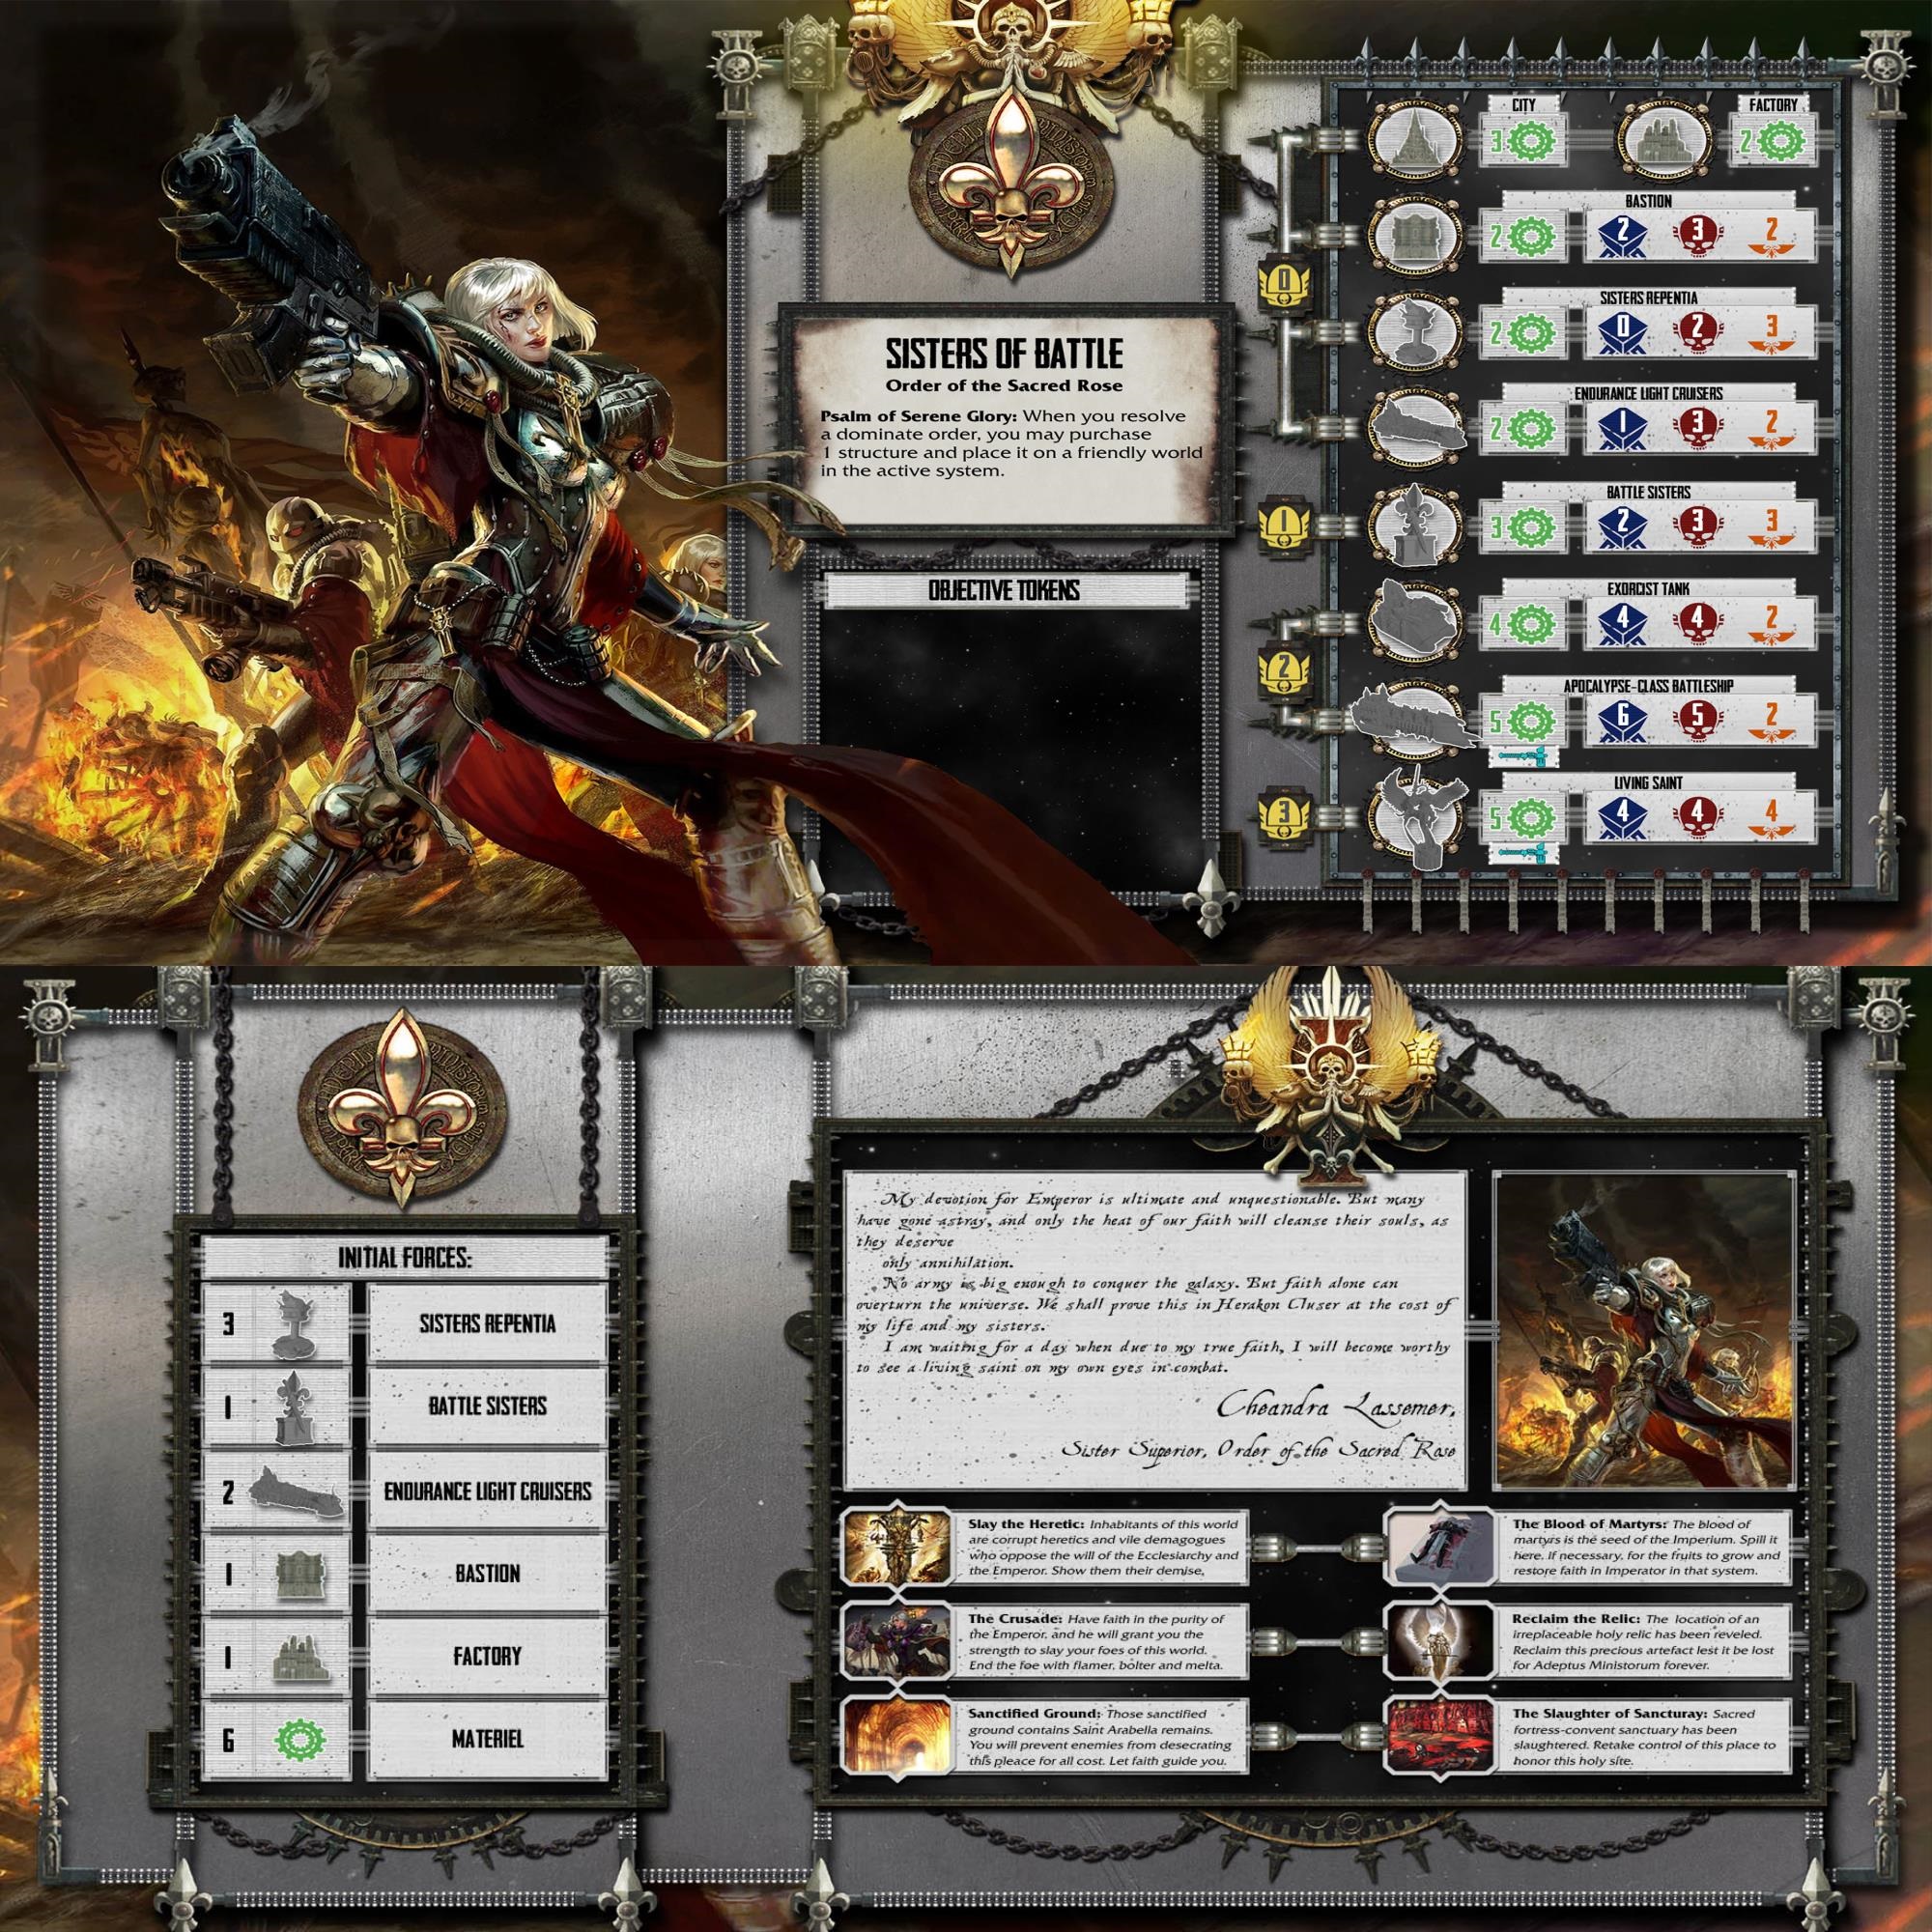 SISTERS OF BATTLE
Order of the Sacred Rose
Psalm of Serene Glory: When you resolve
a dominate order, you may purchase
1 structure and place it on a friendly world
in the active system.
OBJECTIVE TOKENS
CITY
3
FACTORY
2
BASTION
2
2 3 2
0
SISTERS REPENTIA
2
0 2 3
ENDURANCE LIGHT CRUISERS
2
1 3 2
1
BATTLE SISTERS
3
2 3 3
EXORCIST TANK
4
4 4 2
2
APOCALYPSE-CLASS BATTLESHIP
5
6 5 2
3
LIVING SAINT
5
4 4 4
INITIAL FORCES:
3 SISTERS REPENTIA
1 BATTLE SISTERS
2 ENDURANCE LIGHT CRUISERS
1 BASTION
1 FACTORY
6 MATERIEL
My devotion for Emperor is ultimate and unquestionable. But many
have gone astray, and only the heat of our faith will cleanse their souls, as
they deserve
only annihilation.
No army is big enough to conquer the galaxy. But faith alone can
overturn the universe. We shall prove this in Herakon Cluser at the cost of
my life and my sisters.
I am waiting for a day when due to my true faith, I will become worthy
to see a living saint on my own eyes in combat.
Cheandra Lassemer,
Sister Superior, Order of the Sacred Rose
Slay the Heretic: Inhabitants of this world
are corrupt heretics and vile demagogues
who oppose the will of the Ecclesiarchy and
the Emperor. Show them their demise,
The Blood of Martyrs: The blood of
martyrs is the seed of the Imperium. Spill it
here, if necessary, for the fruits to grow and
restore faith in Imperator in that system.
The Crusade: Have faith in the purity of
the Emperor, and he will grant you the
strength to slay your foes of this world.
End the foe with flamer, bolter and melta.
Reclaim the Relic: The location of an
irreplaceable holy relic has been reveled.
Reclaim this precious artefact lest it be lost
for Adeptus Ministorum forever.
Sanctified Ground: Those sanctified
ground contains Saint Arabella remains.
You will prevent enemies from desecrating
this pleace for all cost. Let faith guide you.
The Slaughter of Sancturay: Sacred
fortress-convent sanctuary has been
slaughtered. Retake control of this place to
honor this holy site.